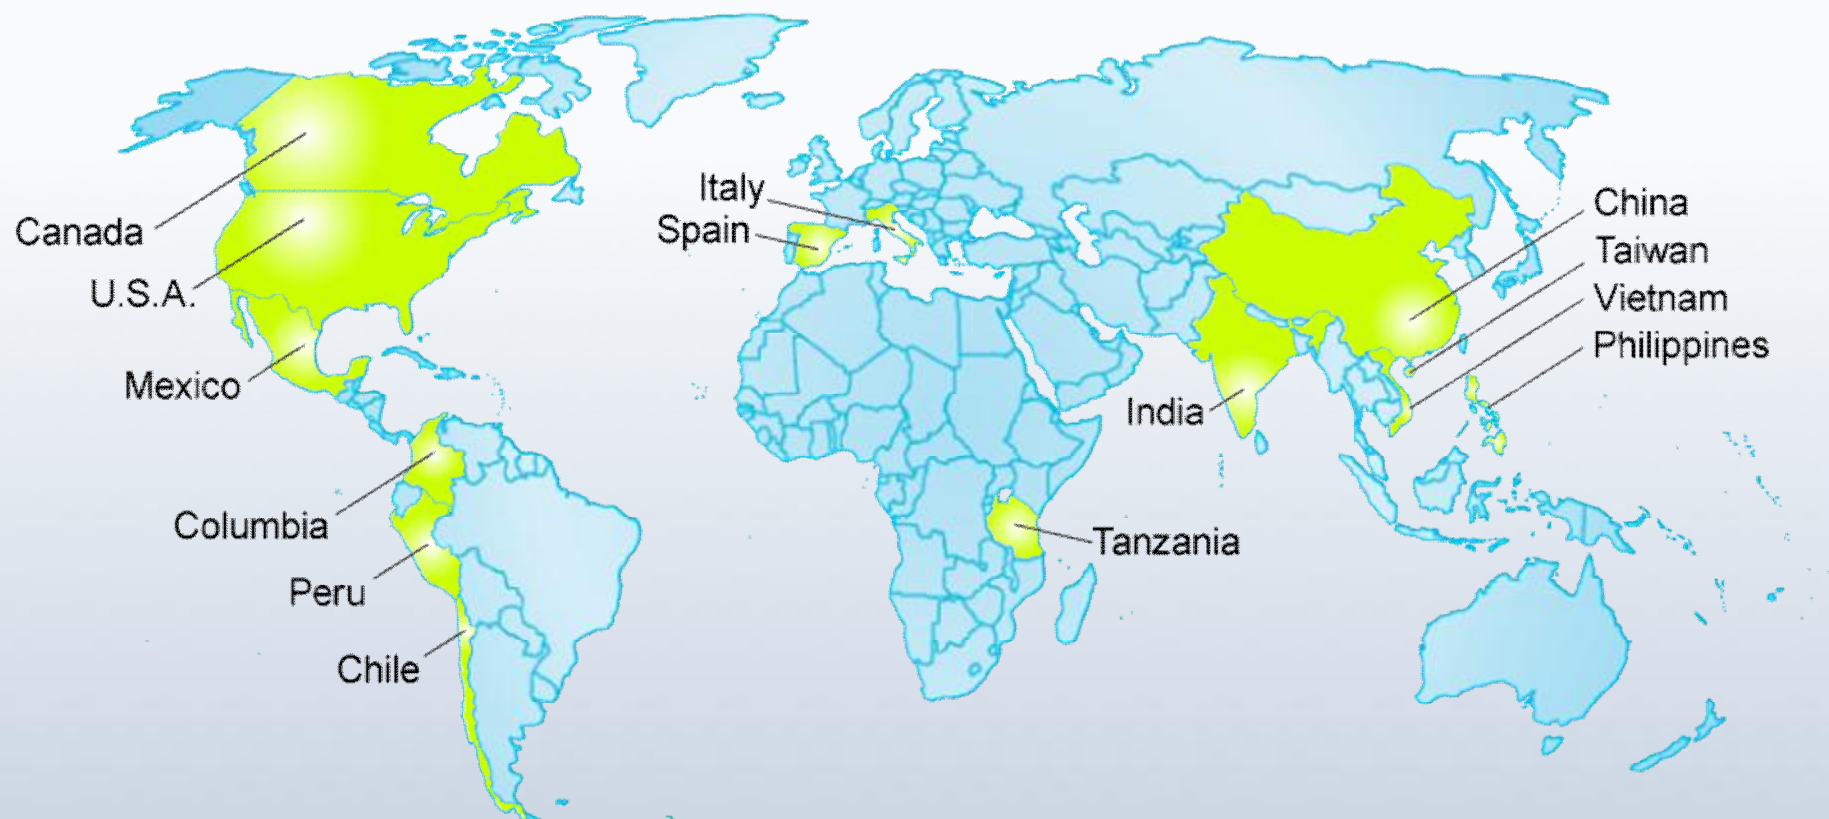 Canada
U.S.A.
Mexico
Columbia
Peru
Chile
Italy
Spain
Tanzania
India
China
Taiwan
Vietnam
Philippines